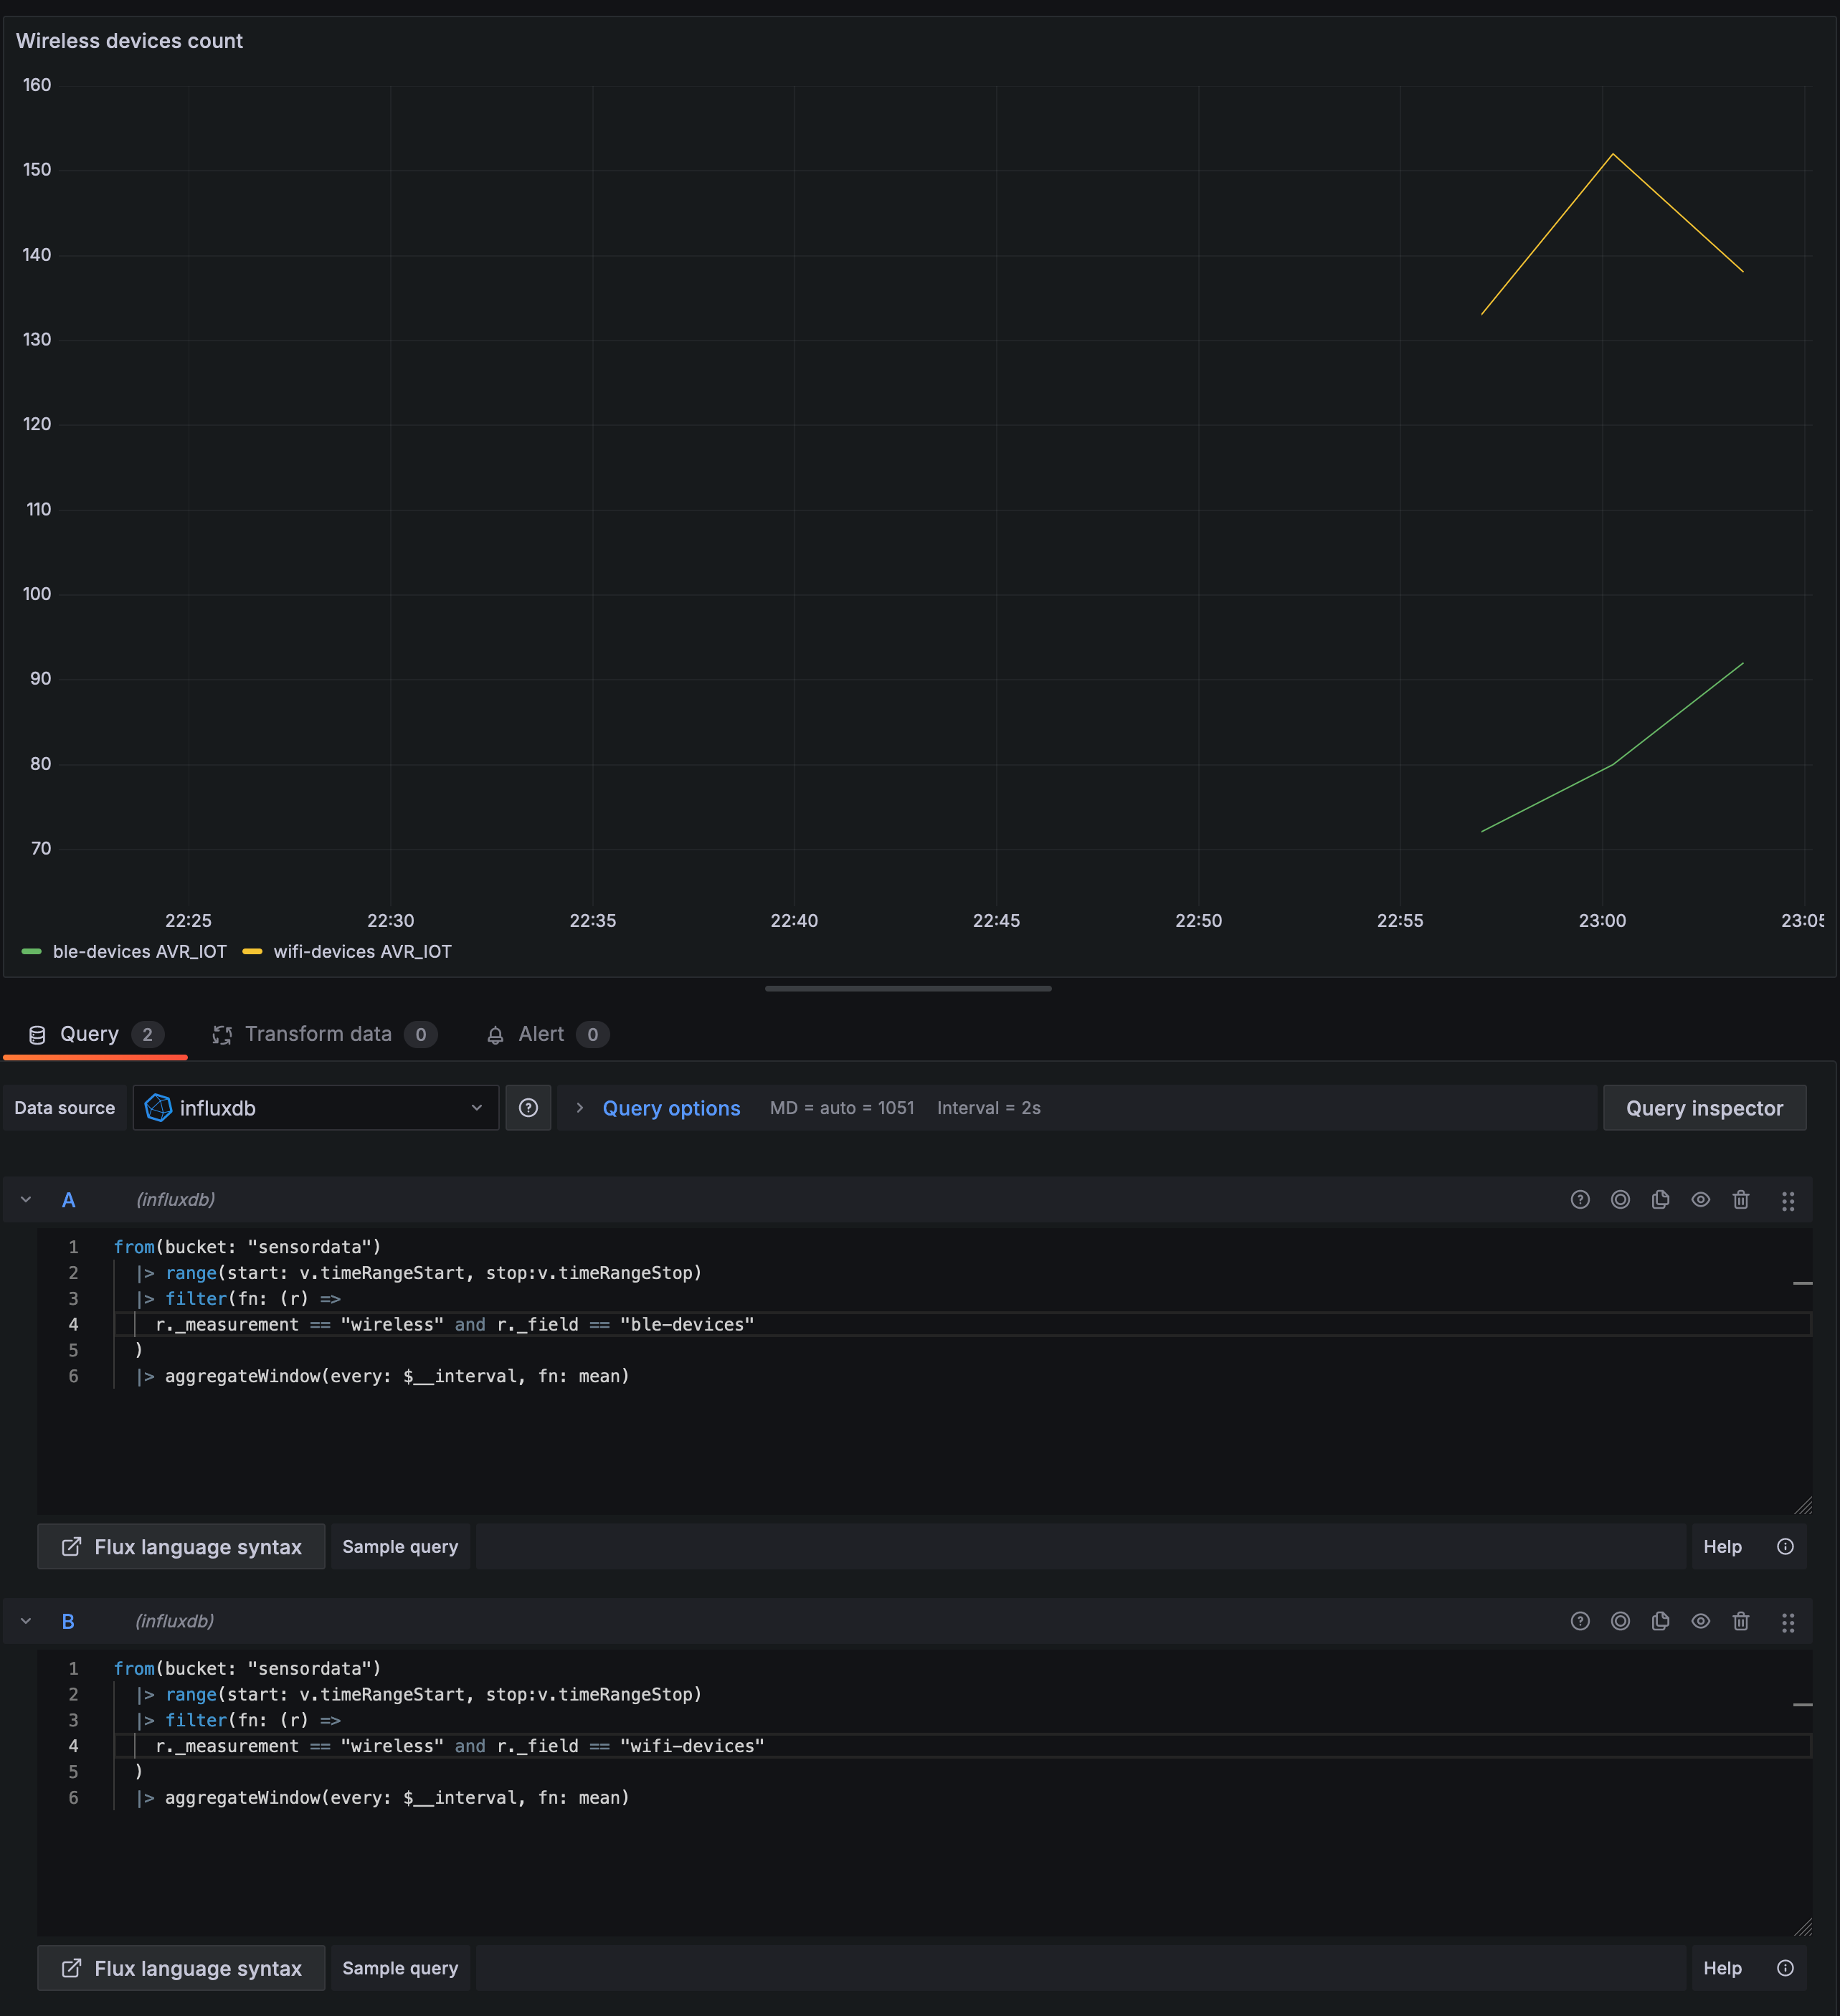 Wireless devices count
160
150
140
130
120
110
100
90
80
70
22:25 22:30 22:35 22:40 22:45 22:50 22:55 23:00 23:05
ble-devices AVR_IOT wifi-devices AVR_IOT
Query 2 Transform data 0 Alert 0
Data source influxdb Query options MD = auto = 1051 Interval = 2s Query inspector
A (influxdb)
1 from(bucket: "sensordata")
2 |> range(start: v.timeRangeStart, stop:v.timeRangeStop)
3 |> filter(fn: (r) =>
4 r._measurement == "wireless" and r._field == "ble-devices"
5 )
6 |> aggregateWindow(every: $__interval, fn: mean)
Flux language syntax Sample query Help
B (influxdb)
1 from(bucket: "sensordata")
2 |> range(start: v.timeRangeStart, stop:v.timeRangeStop)
3 |> filter(fn: (r) =>
4 r._measurement == "wireless" and r._field == "wifi-devices"
5 )
6 |> aggregateWindow(every: $__interval, fn: mean)
Flux language syntax Sample query Help